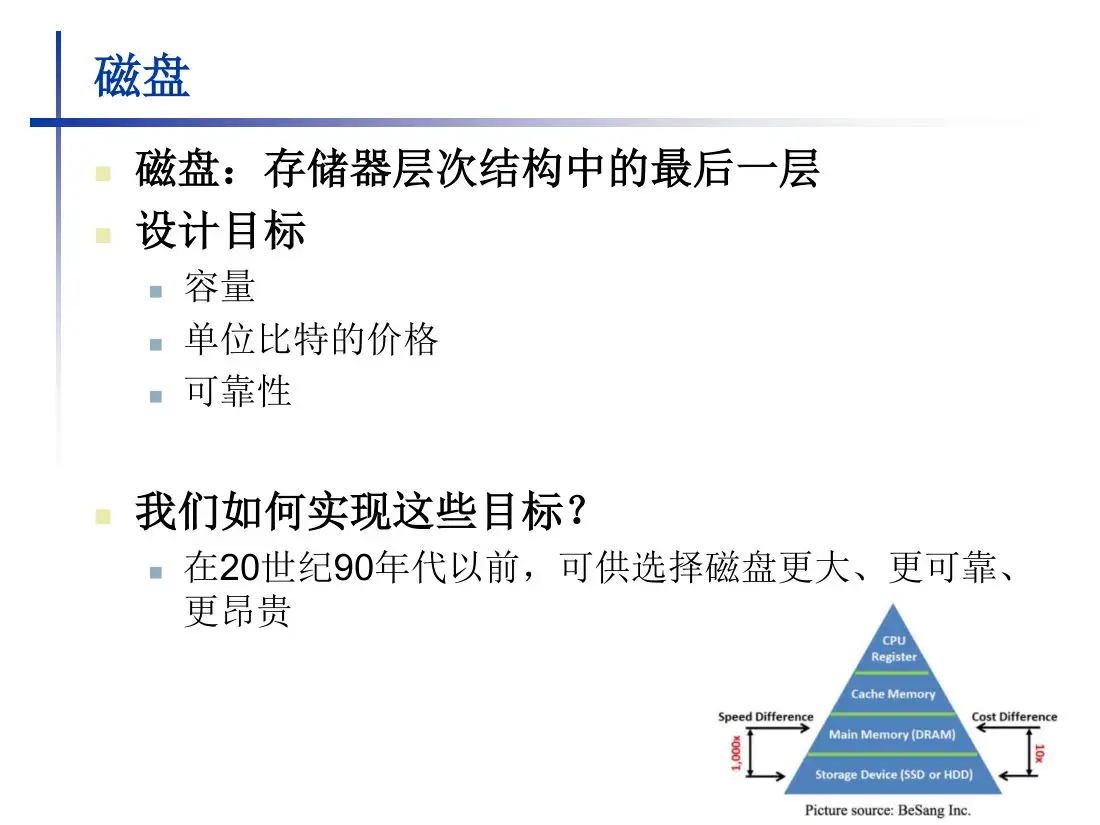 磁盘
磁盘：存储器层次结构中的最后一层
设计目标
容量
单位比特的价格
可靠性
我们如何实现这些目标？
在20世纪90年代以前，可供选择磁盘更大、更可靠、
更昂贵
CPU
Register
Cache Memory
Speed Difference
Cost Difference
Main Memory (DRAM)
1,000x
10x
Storage Device (SSD or HDD)
Picture source: BeSang Inc.